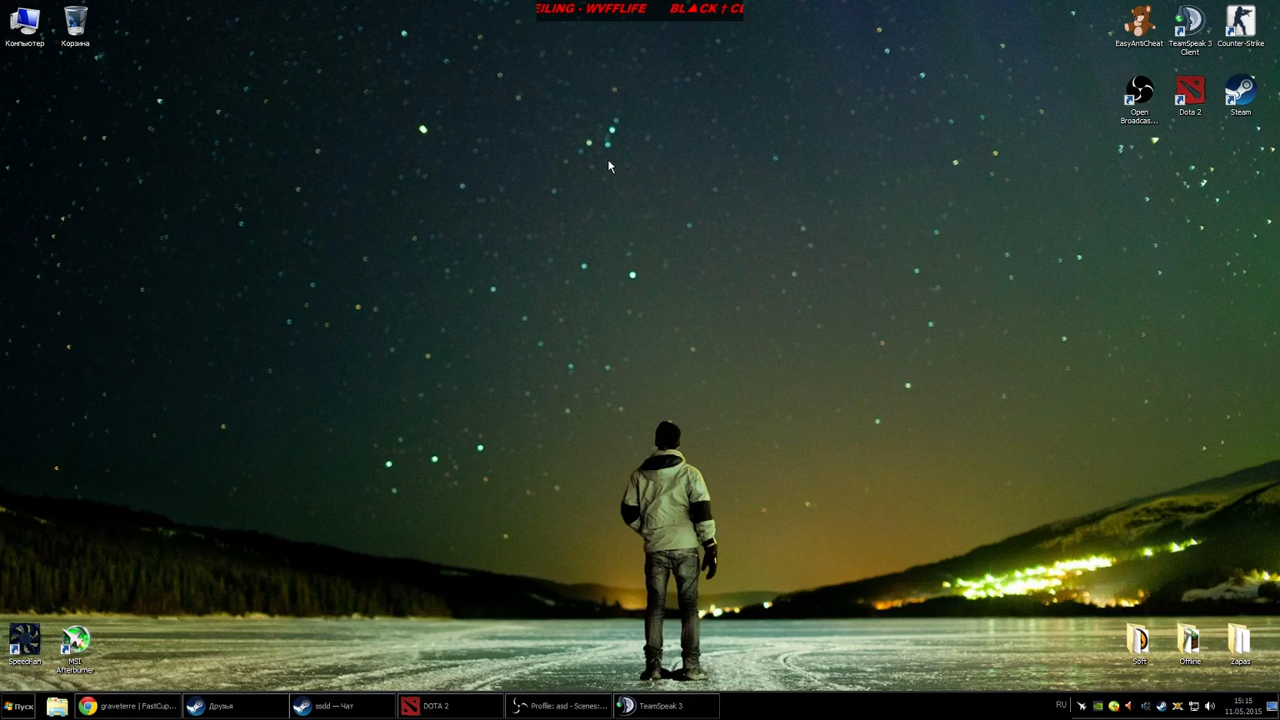 EILING - WVFFLIFE BL▲CK † CL
Компьютер
Корзина
EasyAntiCheat
TeamSpeak 3 Client
Counter-Strike
Open Broadcas...
Dota 2
Steam
SpeedFan
MSI Afterburner
Soft
Offline
Zapas
Пуск
graveterre | FastCup...
Друзья
ssdd — Чат
DOTA 2
Profile: asd - Scenes:...
TeamSpeak 3
RU
15:15
11.05.2015